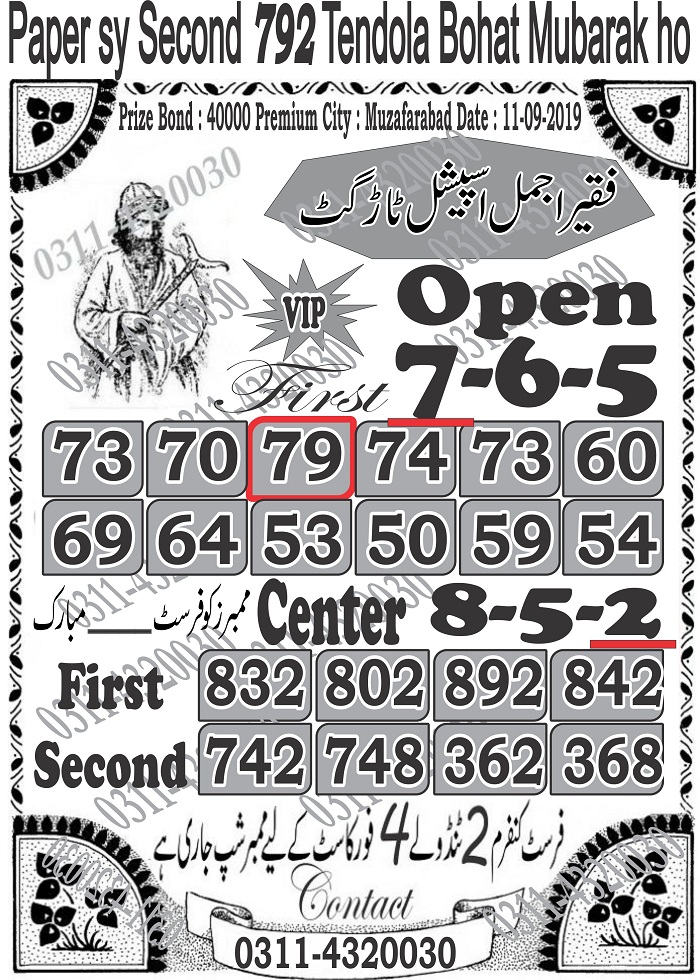 Paper sy Second 792 Tendola Bohat Mubarak ho
Prize Bond : 40000 Premium City : Muzafarabad Date : 11-09-2019
فقیر اجمل اسپیشل ٹارگٹ
VIP
Open
First 7-6-5
73 70 79 74 73 60
69 64 53 50 59 54
ممبرز کو فرسٹ ____ مبارک
Center 8-5-2
First 832 802 892 842
Second 742 748 362 368
فرسٹ کنفرم 2 ٹنڈولے 4 فورکاسٹ کے لیے ممبر شپ جاری ہے
Contact
0311-4320030